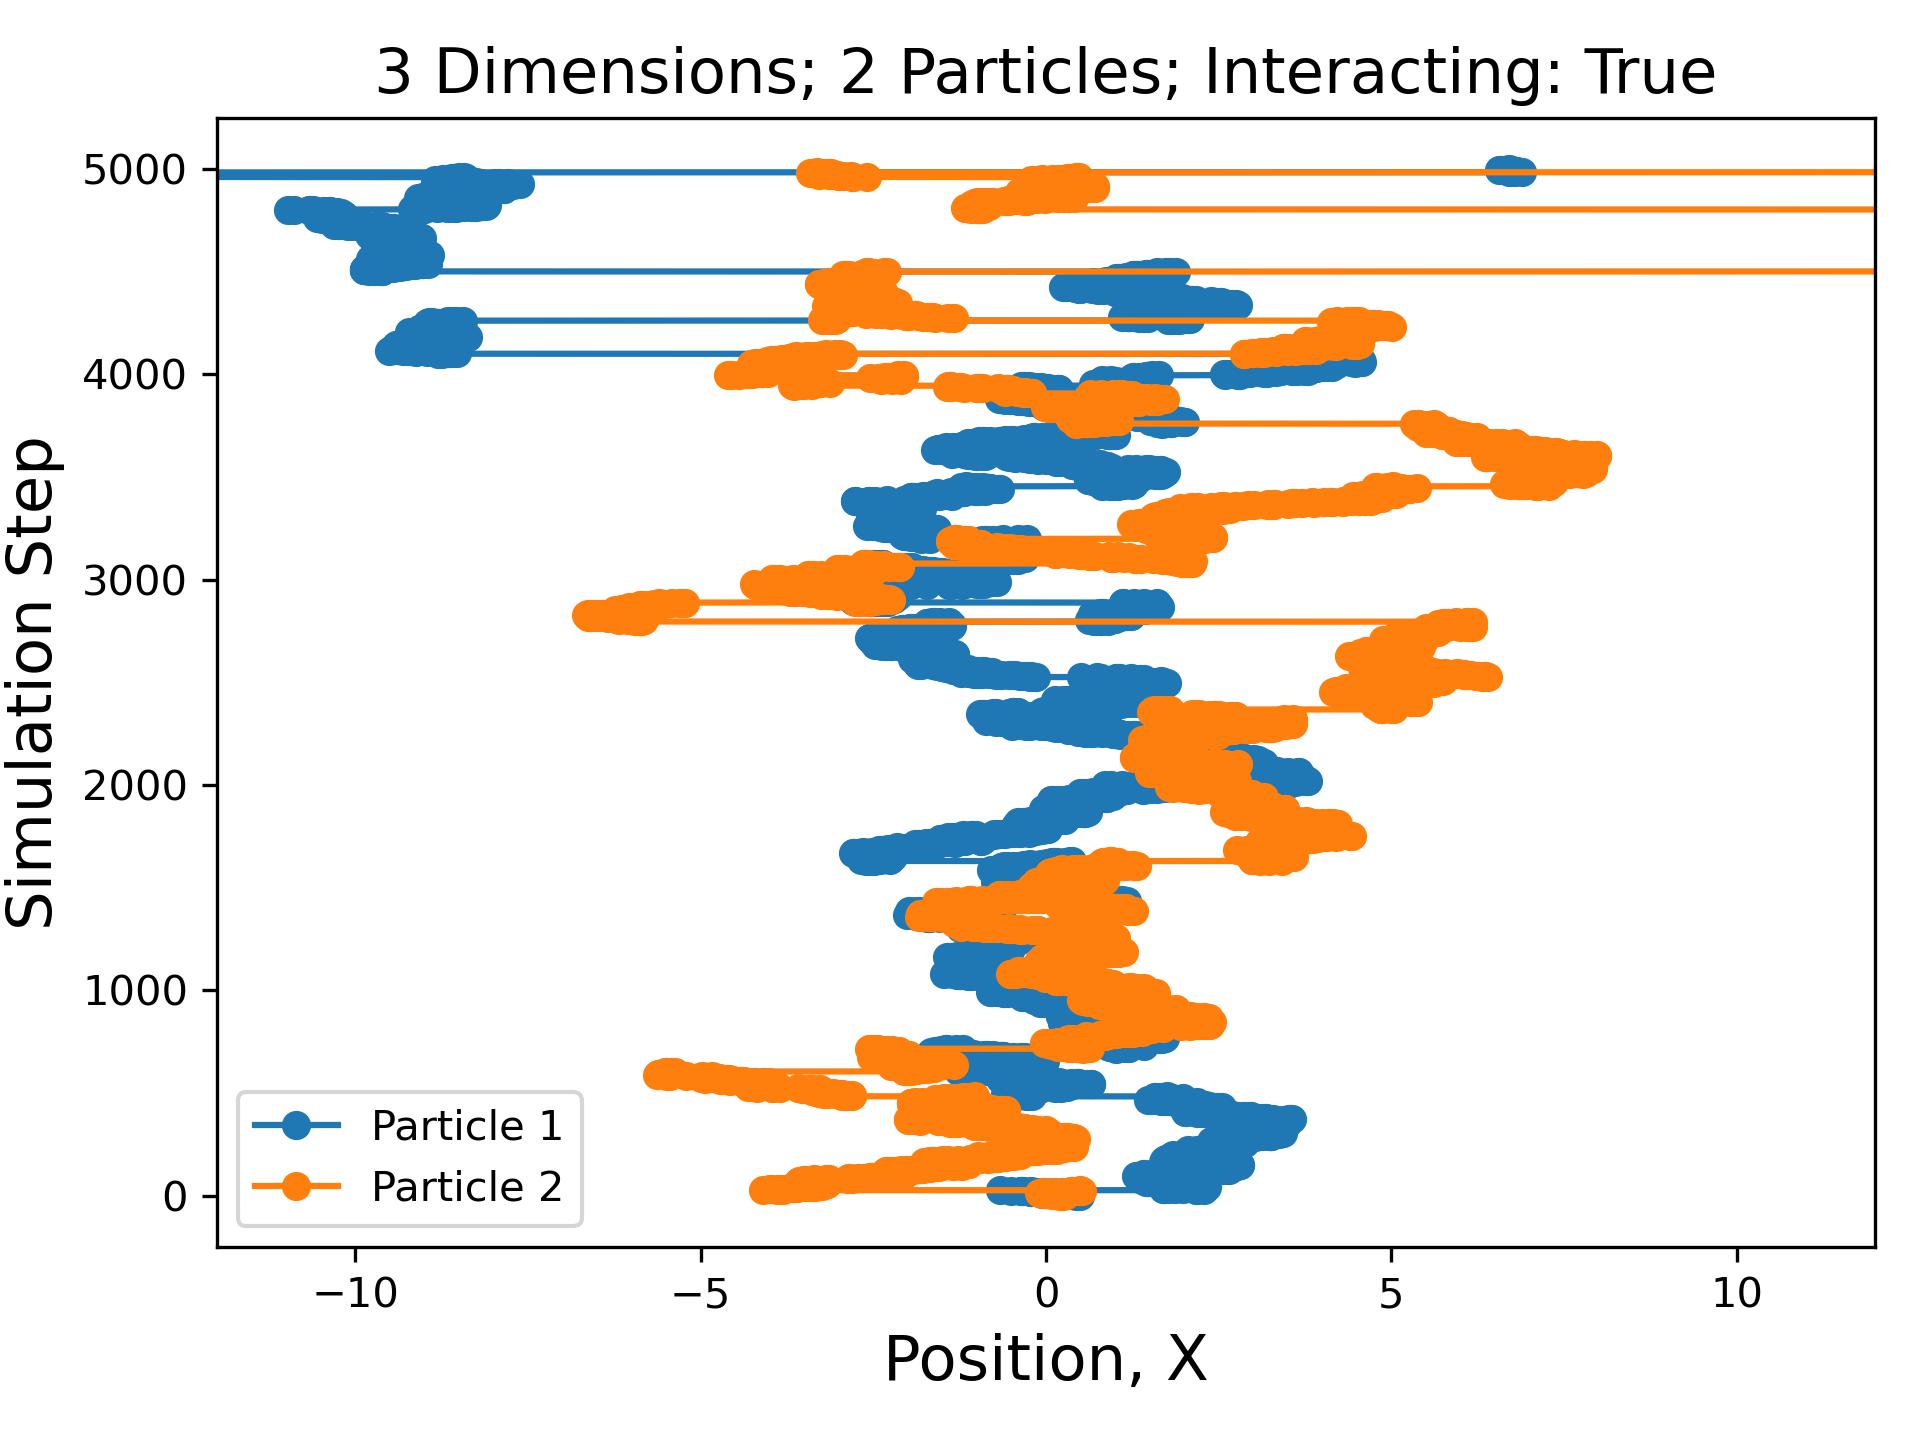 3 Dimensions; 2 Particles; Interacting: True
Simulation Step
5000
4000
3000
2000
1000
0
Particle 1
Particle 2
−10
−5
0
5
10
Position, X